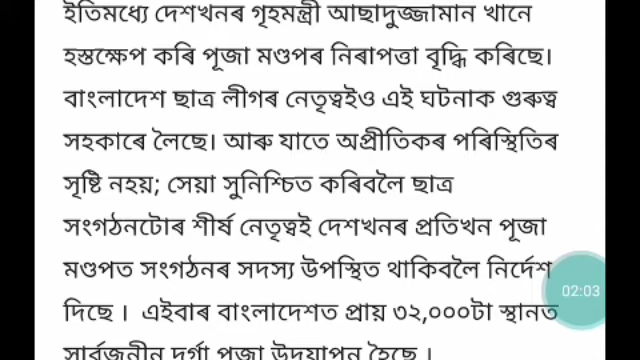 ইতিমধ্যে দেশখনৰ গৃহমন্ত্ৰী আছাদুজ্জামান খানে
হস্তক্ষেপ কৰি পূজা মণ্ডপৰ নিৰাপত্তা বৃদ্ধি কৰিছে।
বাংলাদেশ ছাত্ৰ লীগৰ নেতৃত্বইও এই ঘটনাক গুৰুত্ব
সহকাৰে লৈছে। আৰু যাতে অপ্ৰীতিকৰ পৰিস্থিতিৰ
সৃষ্টি নহয়; সেয়া সুনিশ্চিত কৰিবলৈ ছাত্ৰ
সংগঠনটোৰ শীৰ্ষ নেতৃত্বই দেশখনৰ প্ৰতিখন পূজা
মণ্ডপত সংগঠনৰ সদস্য উপস্থিত থাকিবলৈ নিৰ্দেশ
02:03
দিছে । এইবাৰ বাংলাদেশত প্ৰায় ৩২,০০০টা স্থানত
সাৰ্বজনীন দুৰ্গা পূজা উদযাপন হৈছে ।